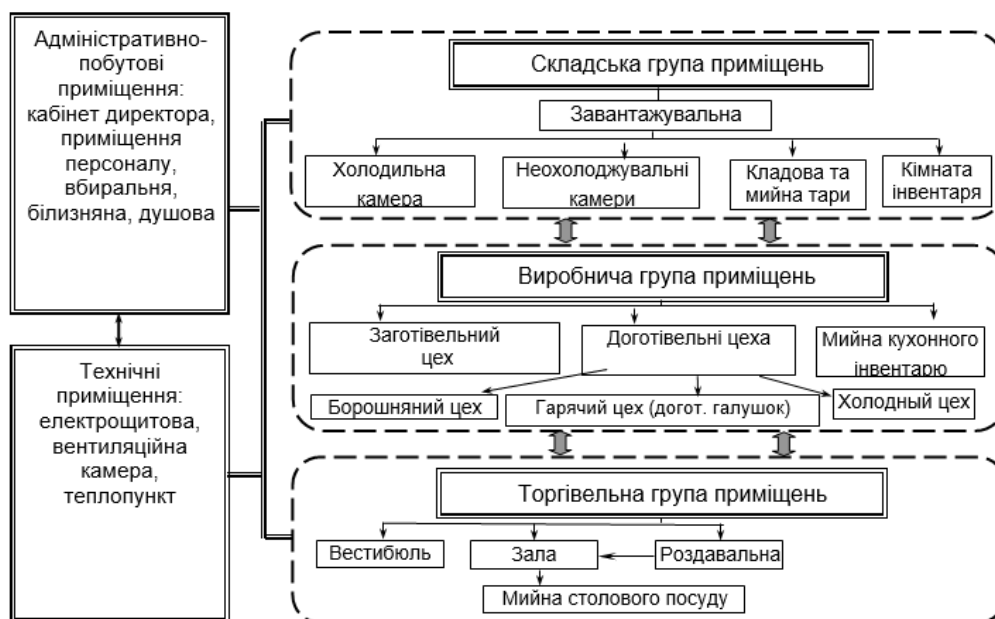 Адміністративно-
побутові
приміщення:
кабінет директора,
приміщення
персоналу,
вбиральня,
білизняна, душова
Технічні
приміщення:
електрощитова,
вентиляційна
камера,
теплопункт
Складська група приміщень
Завантажувальна
Холодильна
камера
Неохолоджувальні
камери
Кладова та
мийна тари
Кімната
інвентаря
Виробнича група приміщень
Заготівельний
цех
Доготівельні цеха
Мийна кухонного
інвентарю
Борошняний цех
Гарячий цех (догот. галушок)
Холодный цех
Торгівельна група приміщень
Вестибюль
Зала
Роздавальна
Мийна столового посуду